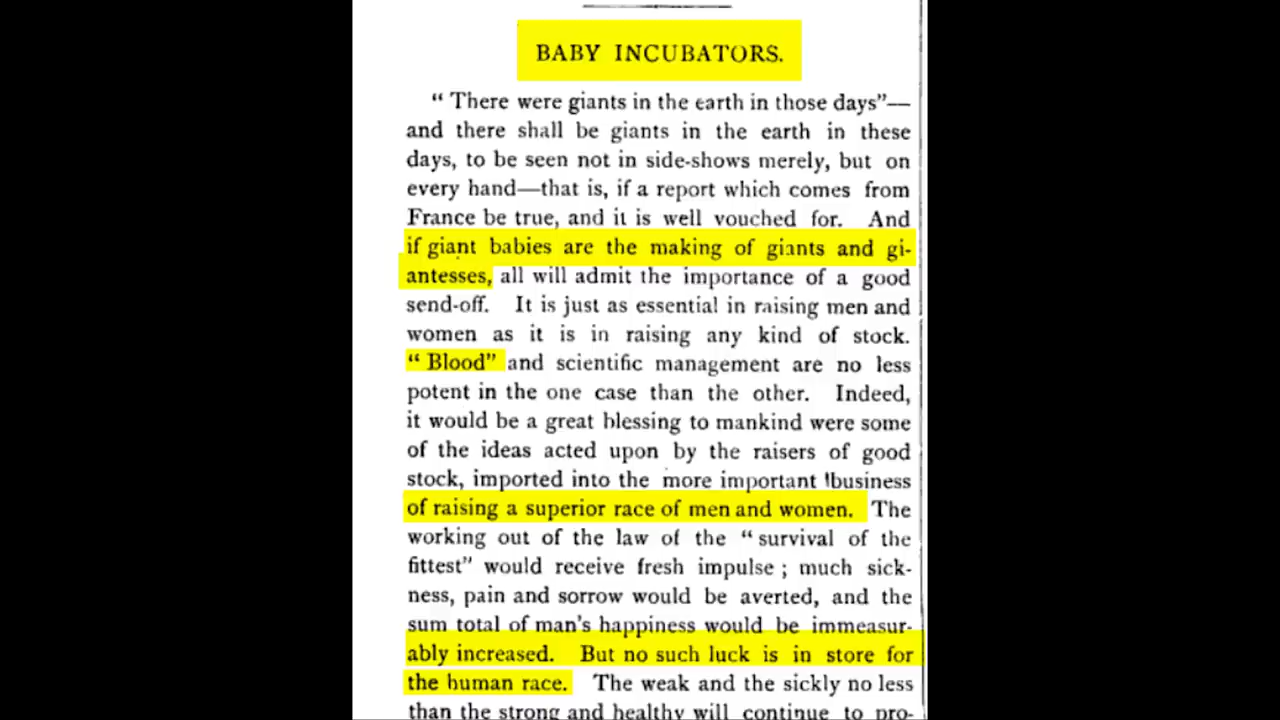 BABY INCUBATORS.
“ There were giants in the earth in those days”—
and there shall be giants in the earth in these
days, to be seen not in side-shows merely, but on
every hand—that is, if a report which comes from
France be true, and it is well vouched for. And
if giant babies are the making of giants and gi-
antesses, all will admit the importance of a good
send-off. It is just as essential in raising men and
women as it is in raising any kind of stock.
“ Blood” and scientific management are no less
potent in the one case than the other. Indeed,
it would be a great blessing to mankind were some
of the ideas acted upon by the raisers of good
stock, imported into the more important business
of raising a superior race of men and women. The
working out of the law of the “ survival of the
fittest” would receive fresh impulse ; much sick-
ness, pain and sorrow would be averted, and the
sum total of man's happiness would be immeasur-
ably increased. But no such luck is in store for
the human race. The weak and the sickly no less
than the strong and healthy will continue to pro-